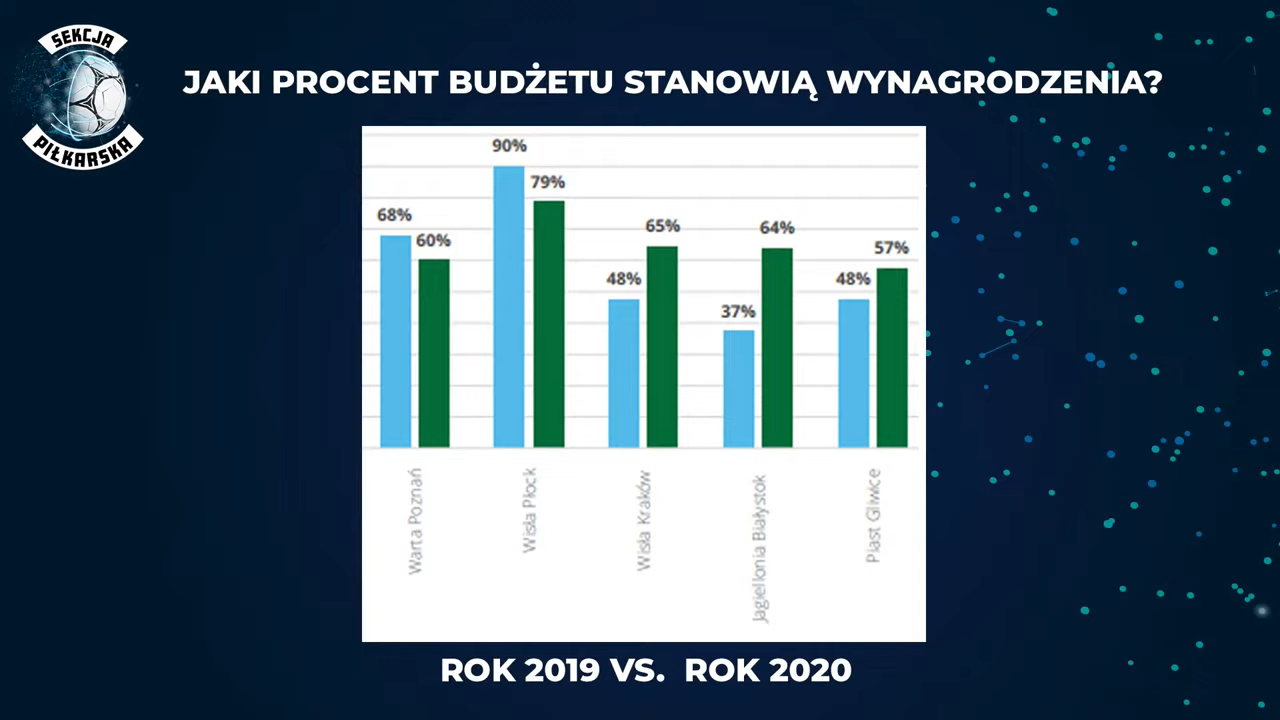 SEKCJA
PIŁKARSKA
JAKI PROCENT BUDŻETU STANOWIĄ WYNAGRODZENIA?
68%
60%
90%
79%
48%
65%
37%
64%
48%
57%
Warta Poznań
Wisła Płock
Wisła Kraków
Jagiellonia Białystok
Piast Gliwice
ROK 2019 VS. ROK 2020